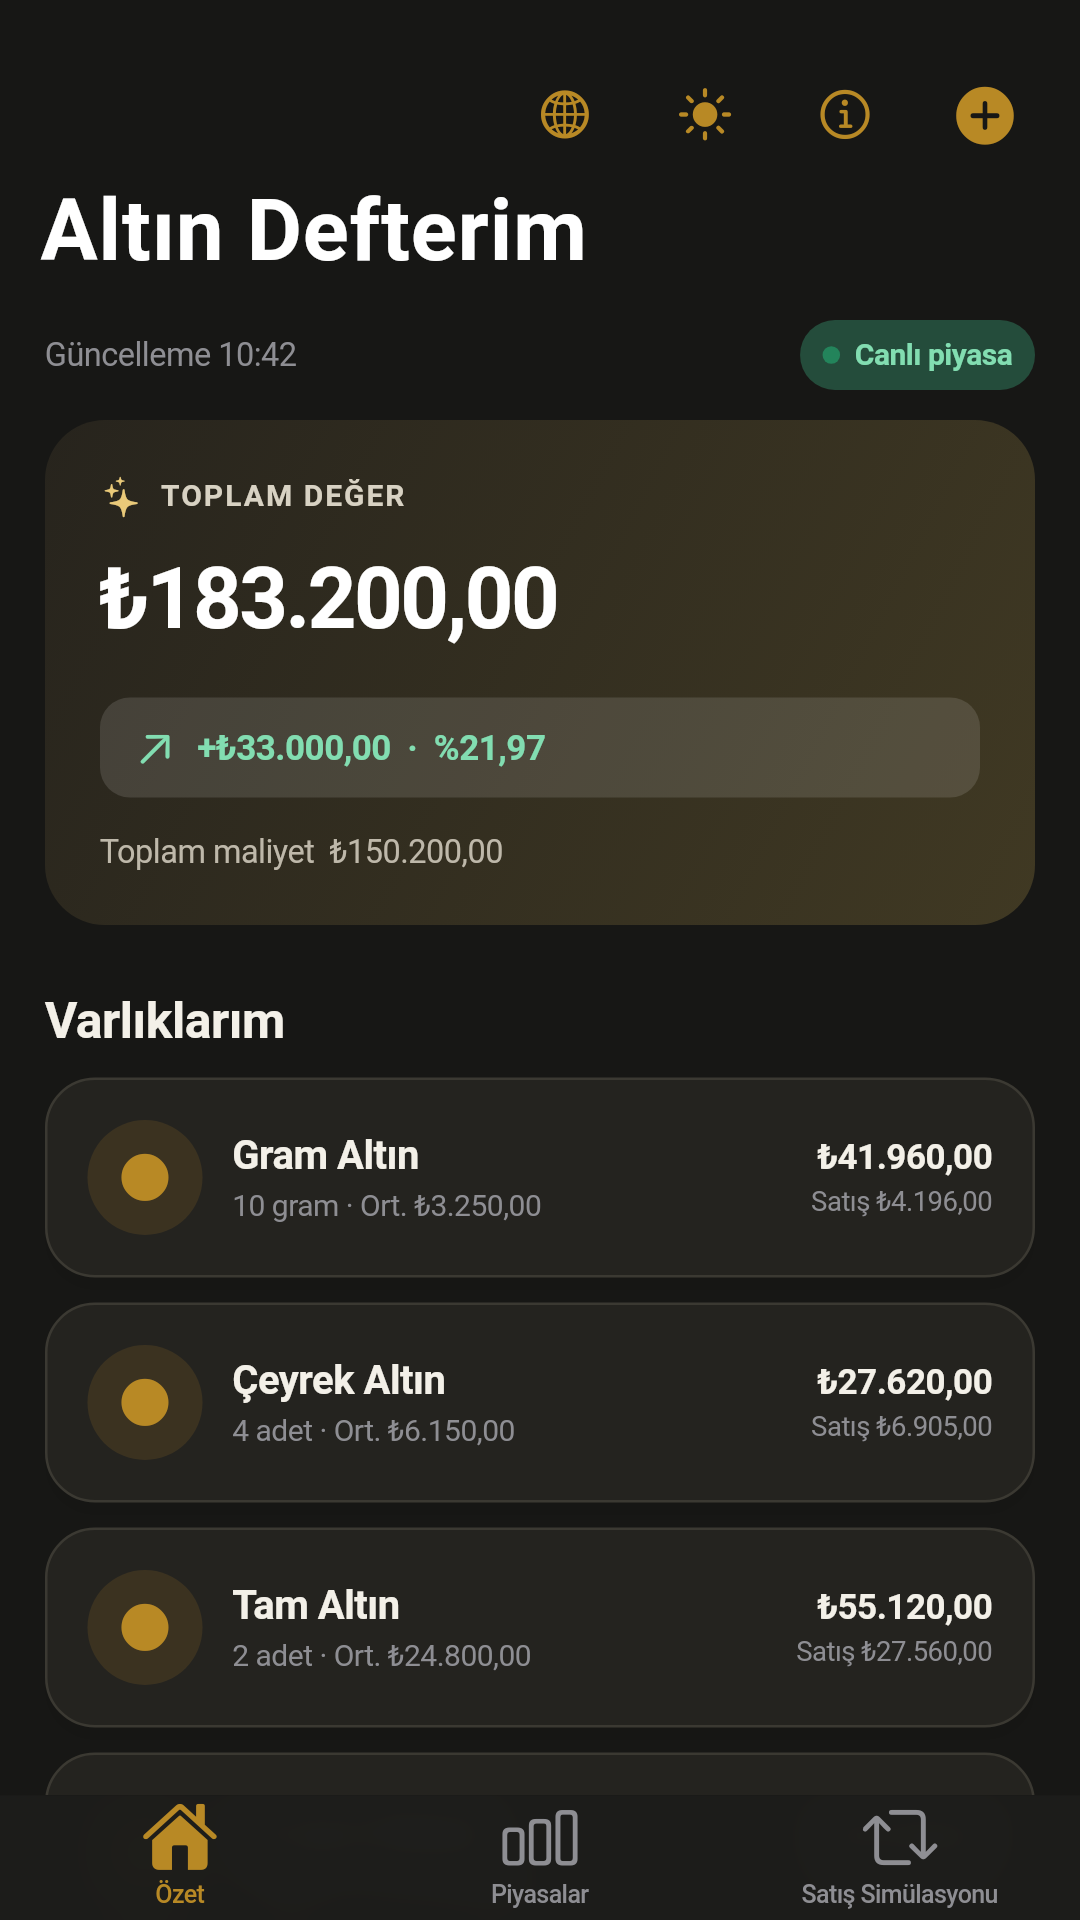 Altın Defterim
Güncelleme 10:42
Canlı piyasa
TOPLAM DEĞER
₺183.200,00
+₺33.000,00 · %21,97
Toplam maliyet ₺150.200,00
Varlıklarım
Gram Altın
₺41.960,00
10 gram · Ort. ₺3.250,00
Satış ₺4.196,00
Çeyrek Altın
₺27.620,00
4 adet · Ort. ₺6.150,00
Satış ₺6.905,00
Tam Altın
₺55.120,00
2 adet · Ort. ₺24.800,00
Satış ₺27.560,00
Özet
Piyasalar
Satış Simülasyonu